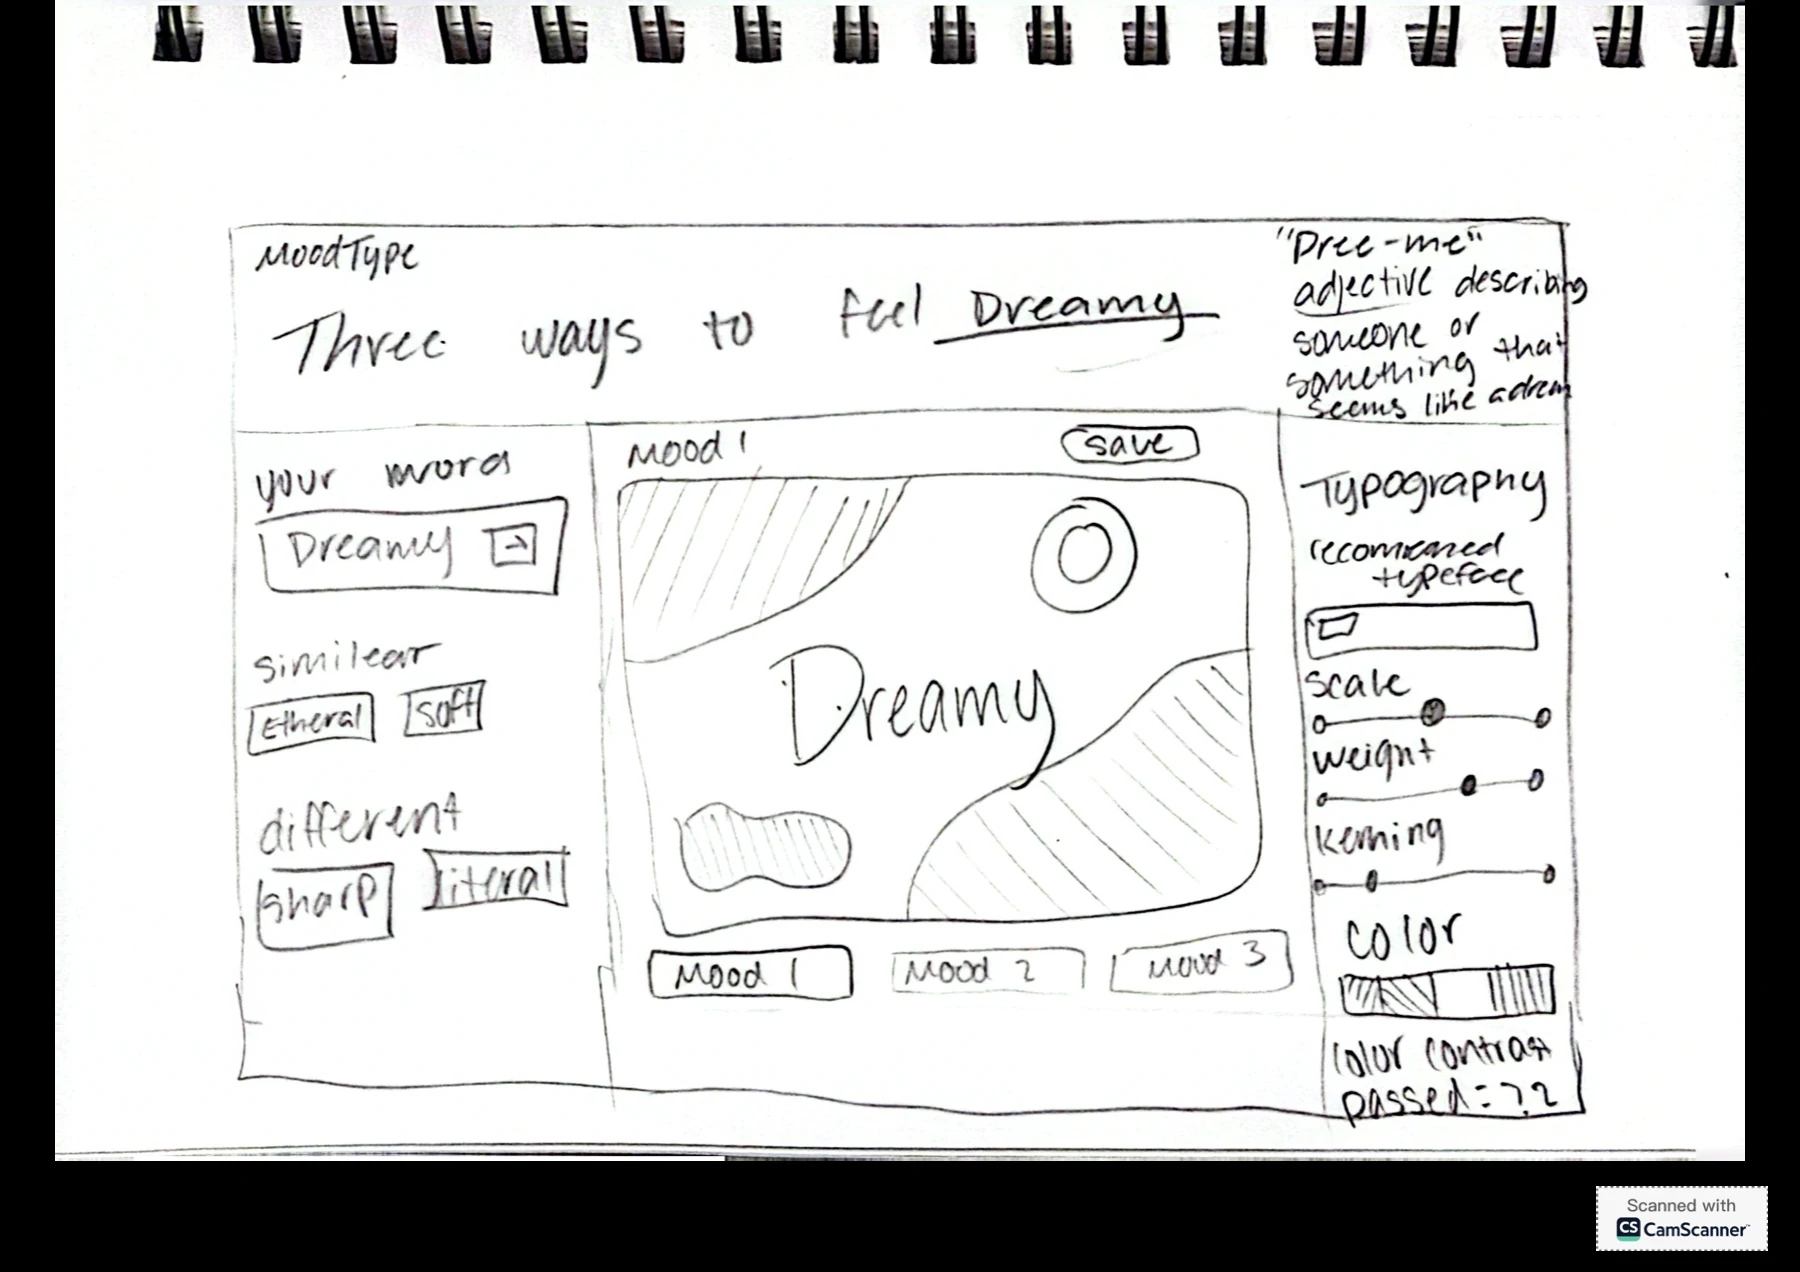 MoodType
Three ways to feel Dreamy
"Dree-me"
adjective describing
someone or
something that
seems like a dream
your word
Dreamy →
similear
Etheral soft
different
sharp literal
Mood 1 save
Dreamy
Mood 1 Mood 2 Mood 3
Typography
recommened
typeface
scale
weight
kerning
color
color contrast
passed = 7.2
Scanned with
CS CamScanner